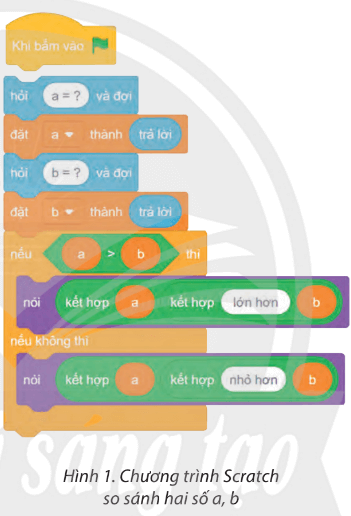 Khi bấm vào
hỏi a = ? và đợi
đặt a thành trả lời
hỏi b = ? và đợi
đặt b thành trả lời
nếu a > b thì
nói kết hợp a kết hợp lớn hơn b
nếu không thì
nói kết hợp a kết hợp nhỏ hơn b
sáng tạo
Hình 1. Chương trình Scratch
so sánh hai số a, b